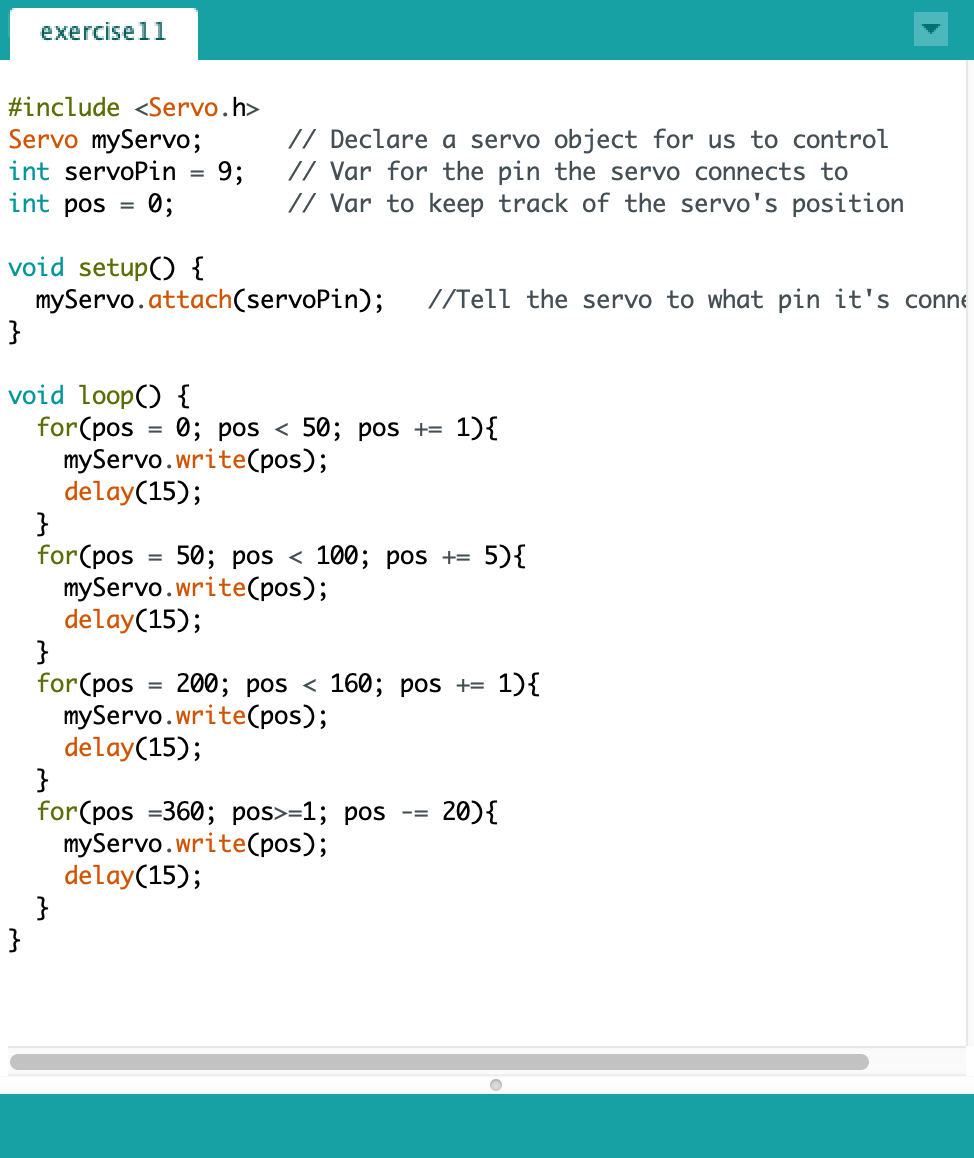 exercise11
#include <Servo.h>
Servo myServo;      // Declare a servo object for us to control
int servoPin = 9;   // Var for the pin the servo connects to
int pos = 0;        // Var to keep track of the servo's position
void setup() {
  myServo.attach(servoPin);   //Tell the servo to what pin it's
}
void loop() {
  for(pos = 0; pos < 50; pos += 1){
    myServo.write(pos);
    delay(15);
  }
  for(pos = 50; pos < 100; pos += 5){
    myServo.write(pos);
    delay(15);
  }
  for(pos = 200; pos < 160; pos += 1){
    myServo.write(pos);
    delay(15);
  }
  for(pos =360; pos>=1; pos -= 20){
    myServo.write(pos);
    delay(15);
  }
}